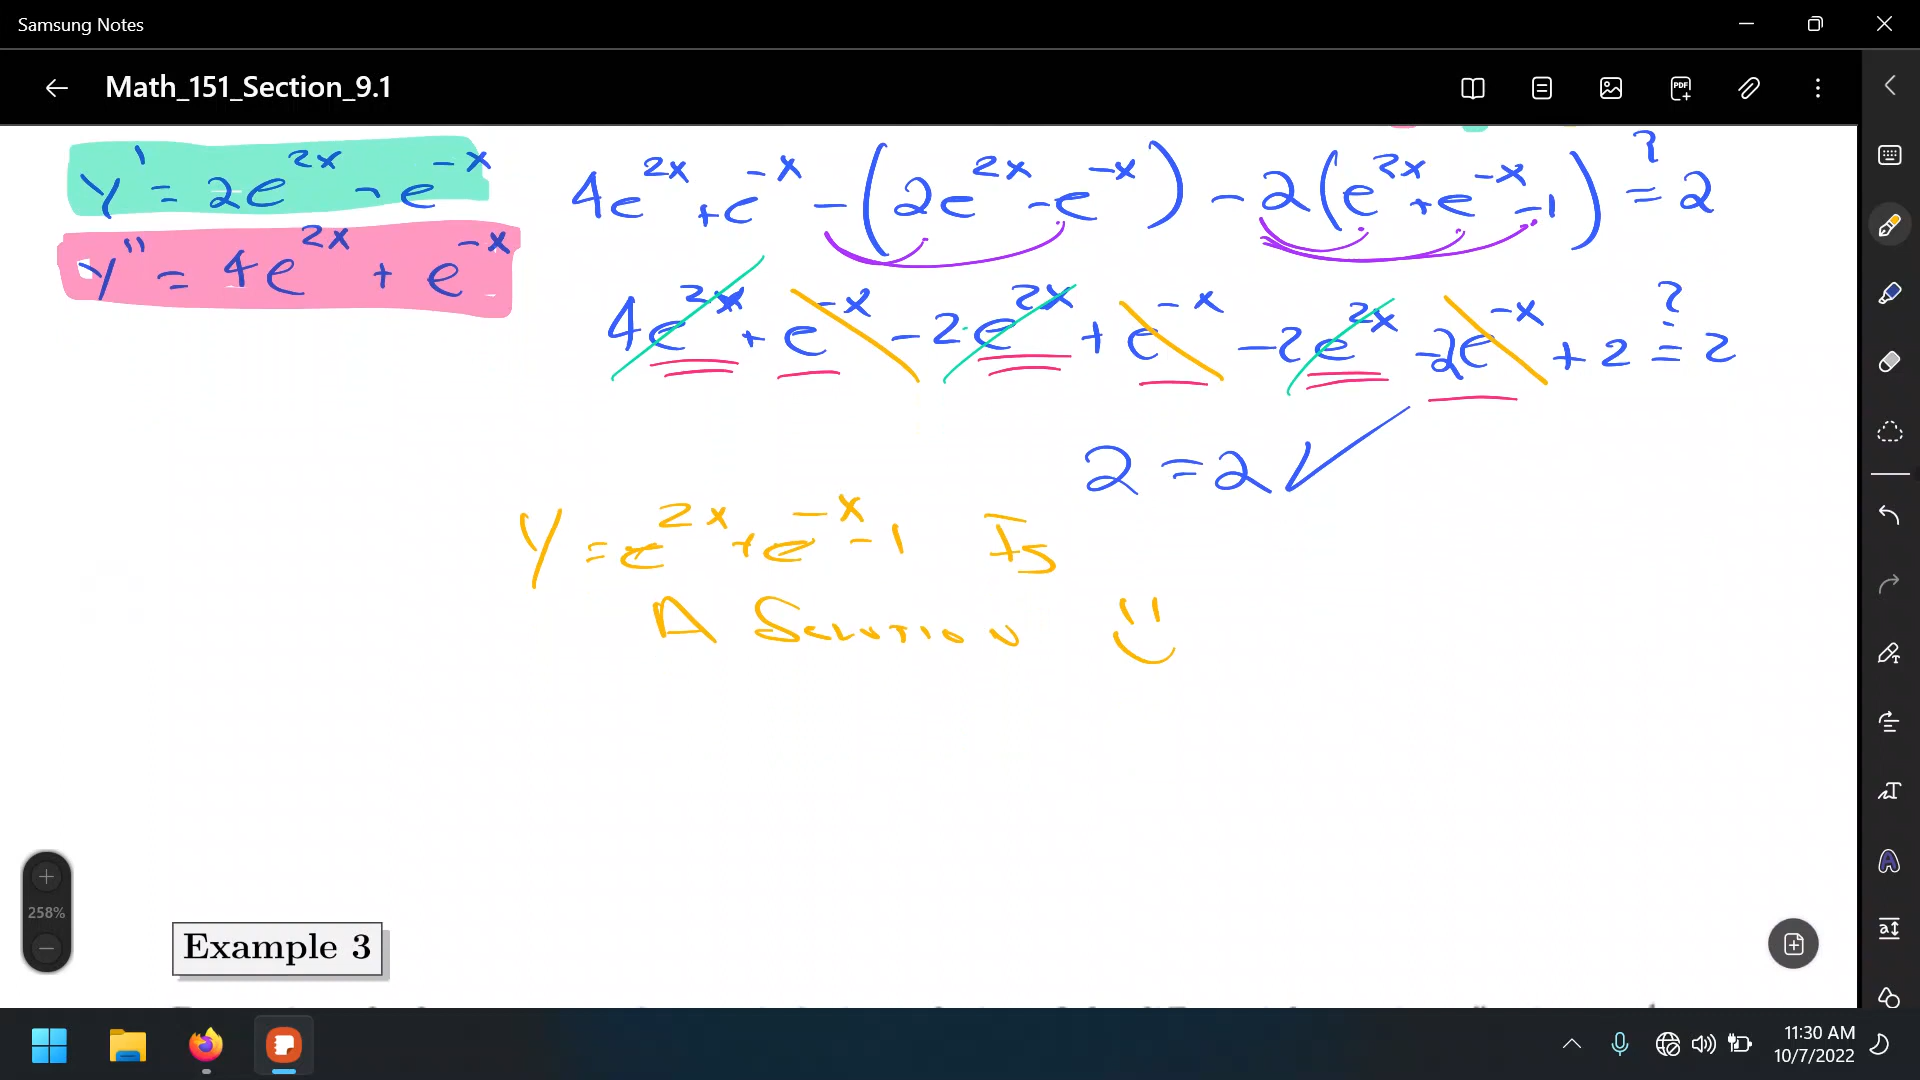 Samsung Notes
Math_151_Section_9.1
PDF
y' = 2e^{2x} - e^{-x}
y'' = 4e^{2x} + e^{-x}
4e^{2x} + e^{-x} - (2e^{2x} - e^{-x}) - 2(e^{2x} + e^{-x} - 1) ?= 2
4e^{2x} + e^{-x} - 2e^{2x} + e^{-x} - 2e^{2x} - 2e^{-x} + 2 ?= 2
2 = 2 ✓
y = e^{2x} + e^{-x} - 1 Is
A Solution
258%
Example 3
11:30 AM
10/7/2022